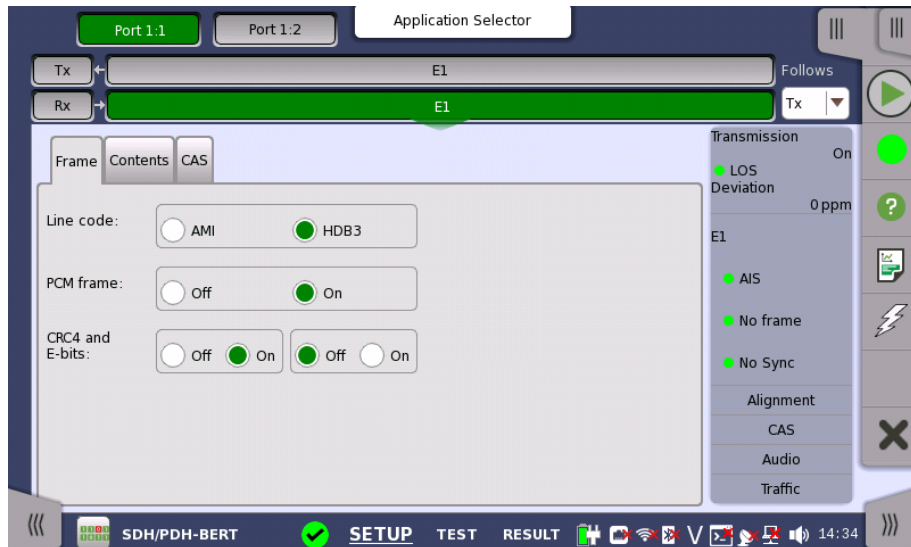 Port 1:1
Port 1:2
Application Selector
Tx
E1
Follows
Rx
E1
Tx
Frame
Contents
CAS
Transmission
On
LOS
Deviation
0 ppm
Line code:
AMI
HDB3
E1
PCM frame:
Off
On
AIS
No frame
CRC4 and
E-bits:
Off
On
Off
On
No Sync
Alignment
CAS
Audio
Traffic
SDH/PDH-BERT
SETUP
TEST
RESULT
V
14:34